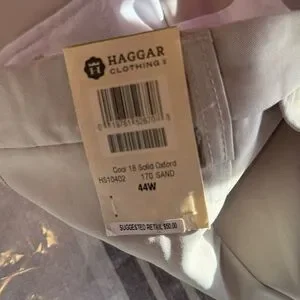 HAGGAR
CLOTHING
Cool 18 Solid Oxford
HS10402 170 SAND
44W
SUGGESTED RETAIL $50.00